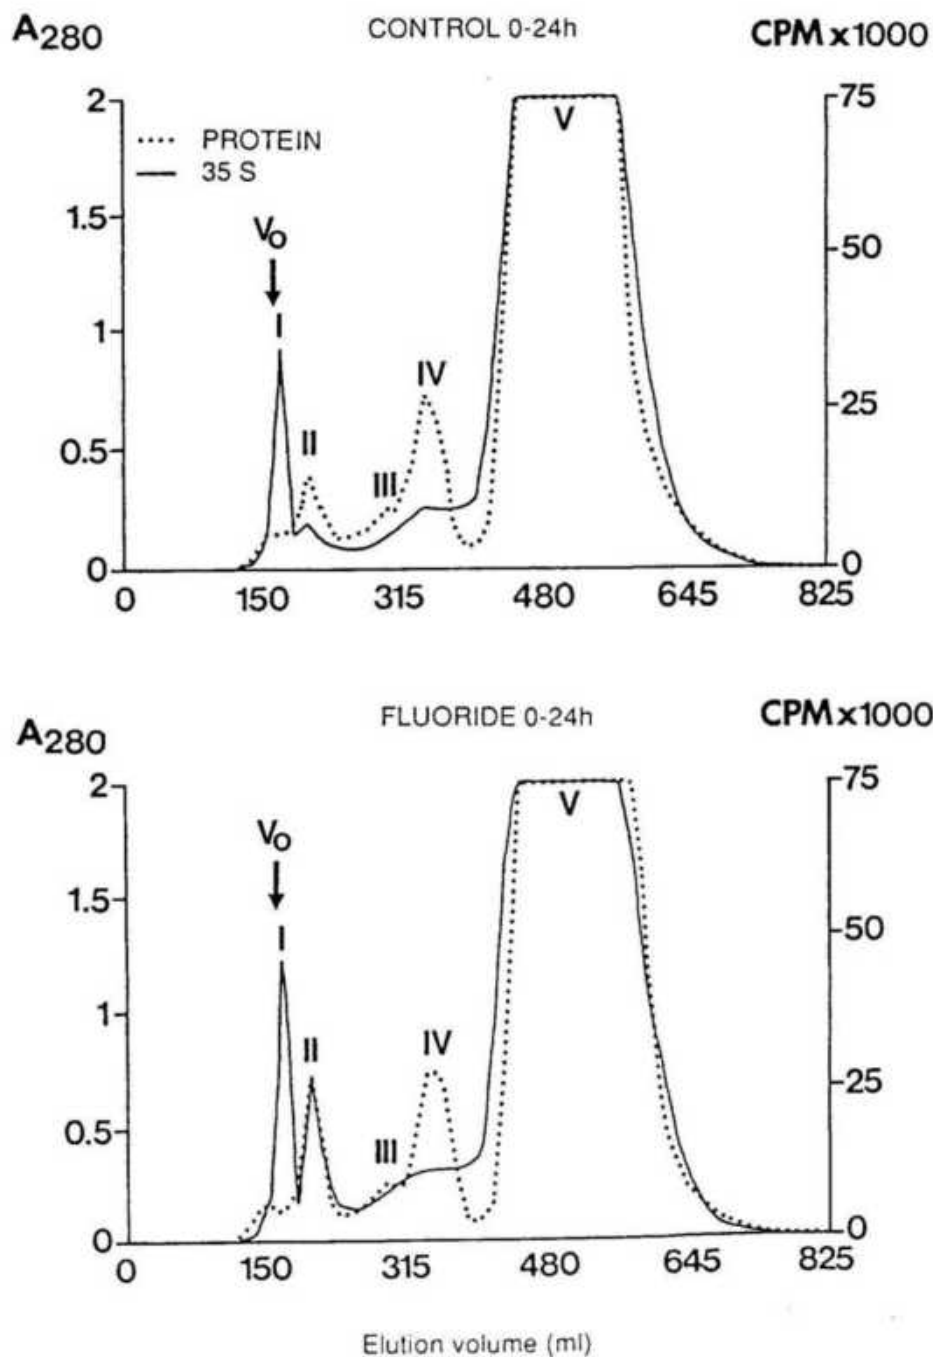 A280 CONTROL 0-24h CPM x1000
2 75
V
PROTEIN
35 S
1.5
Vo 50
I
1
IV
25
II
0.5 III
0 0
0 150 315 480 645 825
A280 FLUORIDE 0-24h CPM x1000
2 75
V
Vo
1.5
I 50
1
II IV
25
0.5 III
0 0
0 150 315 480 645 825
Elution volume (ml)